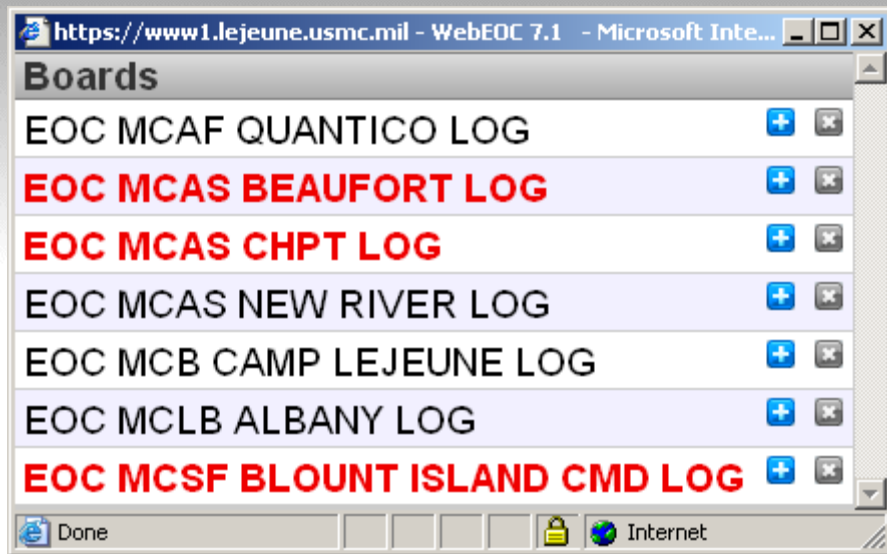 https://www1.lejeune.usmc.mil - WebEOC 7.1 - Microsoft Inte...
Boards
EOC MCAF QUANTICO LOG
EOC MCAS BEAUFORT LOG
EOC MCAS CHPT LOG
EOC MCAS NEW RIVER LOG
EOC MCB CAMP LEJEUNE LOG
EOC MCLB ALBANY LOG
EOC MCSF BLOUNT ISLAND CMD LOG
Done Internet